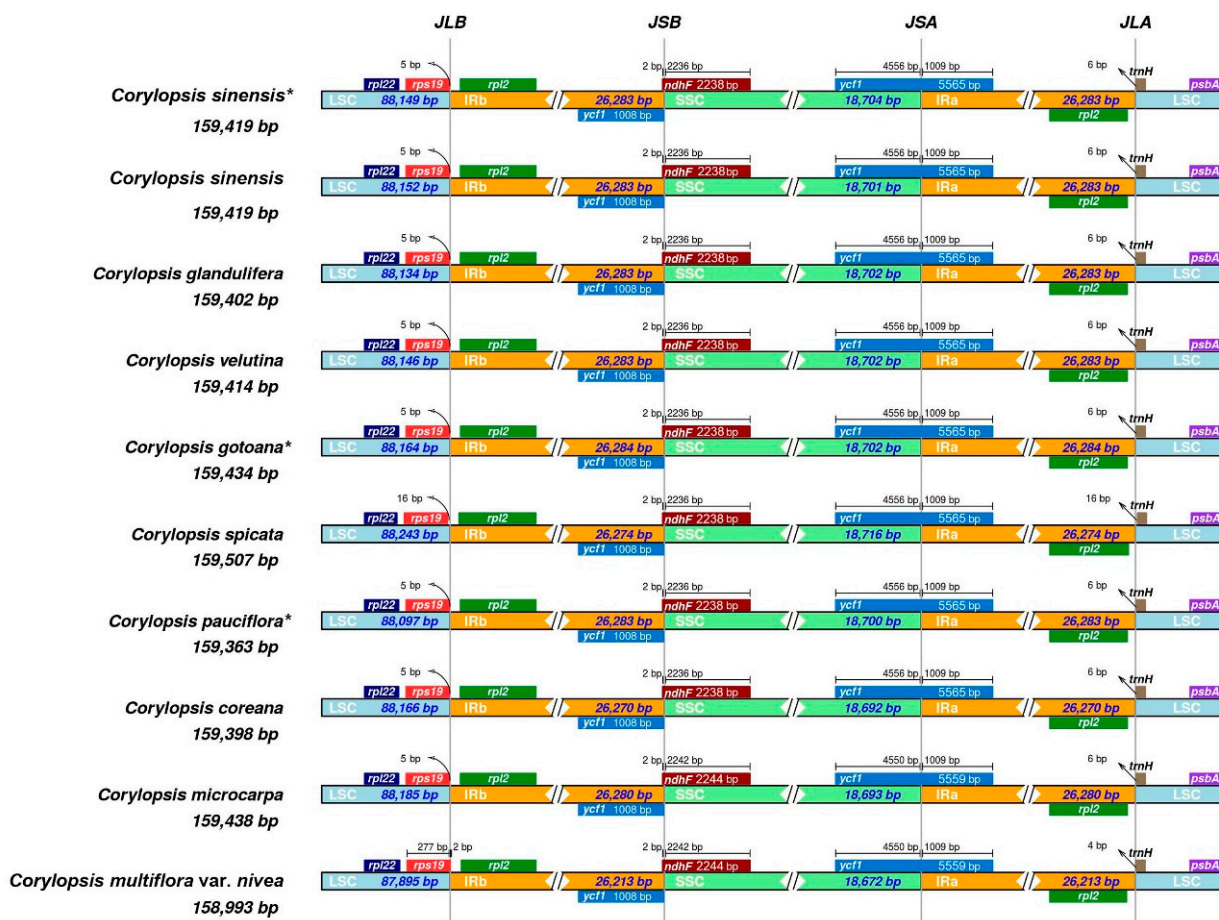 JLB JSB JSA JLA
5 bp 2 bp 2236 bp 4556 bp 1009 bp 6 bp trnH
rpl22 rps19 rpl2 ndhF 2238 bp ycf1 5565 bp psbA
Corylopsis sinensis* LSC 88,149 bp IRb 26,283 bp SSC 18,704 bp IRa 26,283 bp LSC
159,419 bp ycf1 1008 bp rpl2
5 bp 2 bp 2236 bp 4556 bp 1009 bp 6 bp trnH
rpl22 rps19 rpl2 ndhF 2238 bp ycf1 5565 bp psbA
Corylopsis sinensis LSC 88,152 bp IRb 26,283 bp SSC 18,701 bp IRa 26,283 bp LSC
159,419 bp ycf1 1008 bp rpl2
5 bp 2 bp 2236 bp 4556 bp 1009 bp 6 bp trnH
rpl22 rps19 rpl2 ndhF 2238 bp ycf1 5565 bp psbA
Corylopsis glandulifera LSC 88,134 bp IRb 26,283 bp SSC 18,702 bp IRa 26,283 bp LSC
159,402 bp ycf1 1008 bp rpl2
5 bp 2 bp 2236 bp 4556 bp 1009 bp 6 bp trnH
rpl22 rps19 rpl2 ndhF 2238 bp ycf1 5565 bp psbA
Corylopsis velutina LSC 88,146 bp IRb 26,283 bp SSC 18,702 bp IRa 26,283 bp LSC
159,414 bp ycf1 1008 bp rpl2
5 bp 2 bp 2236 bp 4556 bp 1009 bp 6 bp trnH
rpl22 rps19 rpl2 ndhF 2238 bp ycf1 5565 bp psbA
Corylopsis gotoana* LSC 88,164 bp IRb 26,284 bp SSC 18,702 bp IRa 26,284 bp LSC
159,434 bp ycf1 1008 bp rpl2
16 bp 2 bp 2236 bp 4556 bp 1009 bp 16 bp trnH
rpl22 rps19 rpl2 ndhF 2238 bp ycf1 5565 bp psbA
Corylopsis spicata LSC 88,243 bp IRb 26,274 bp SSC 18,716 bp IRa 26,274 bp LSC
159,507 bp ycf1 1008 bp rpl2
5 bp 2 bp 2236 bp 4556 bp 1009 bp 6 bp trnH
rpl22 rps19 rpl2 ndhF 2238 bp ycf1 5565 bp psbA
Corylopsis pauciflora* LSC 88,097 bp IRb 26,283 bp SSC 18,700 bp IRa 26,283 bp LSC
159,363 bp ycf1 1008 bp rpl2
5 bp 2 bp 2236 bp 4556 bp 1009 bp 6 bp trnH
rpl22 rps19 rpl2 ndhF 2238 bp ycf1 5565 bp psbA
Corylopsis coreana LSC 88,166 bp IRb 26,270 bp SSC 18,692 bp IRa 26,270 bp LSC
159,398 bp ycf1 1008 bp rpl2
5 bp 2 bp 2242 bp 4550 bp 1009 bp 6 bp trnH
rpl22 rps19 rpl2 ndhF 2244 bp ycf1 5559 bp psbA
Corylopsis microcarpa LSC 88,185 bp IRb 26,280 bp SSC 18,693 bp IRa 26,280 bp LSC
159,438 bp ycf1 1008 bp rpl2
277 bp 2 bp 2 bp 2242 bp 4550 bp 1009 bp 4 bp trnH
rpl22 rps19 rpl2 ndhF 2244 bp ycf1 5559 bp psbA
Corylopsis multiflora var. nivea LSC 87,895 bp IRb 26,213 bp SSC 18,672 bp IRa 26,213 bp LSC
158,993 bp ycf1 1008 bp rpl2